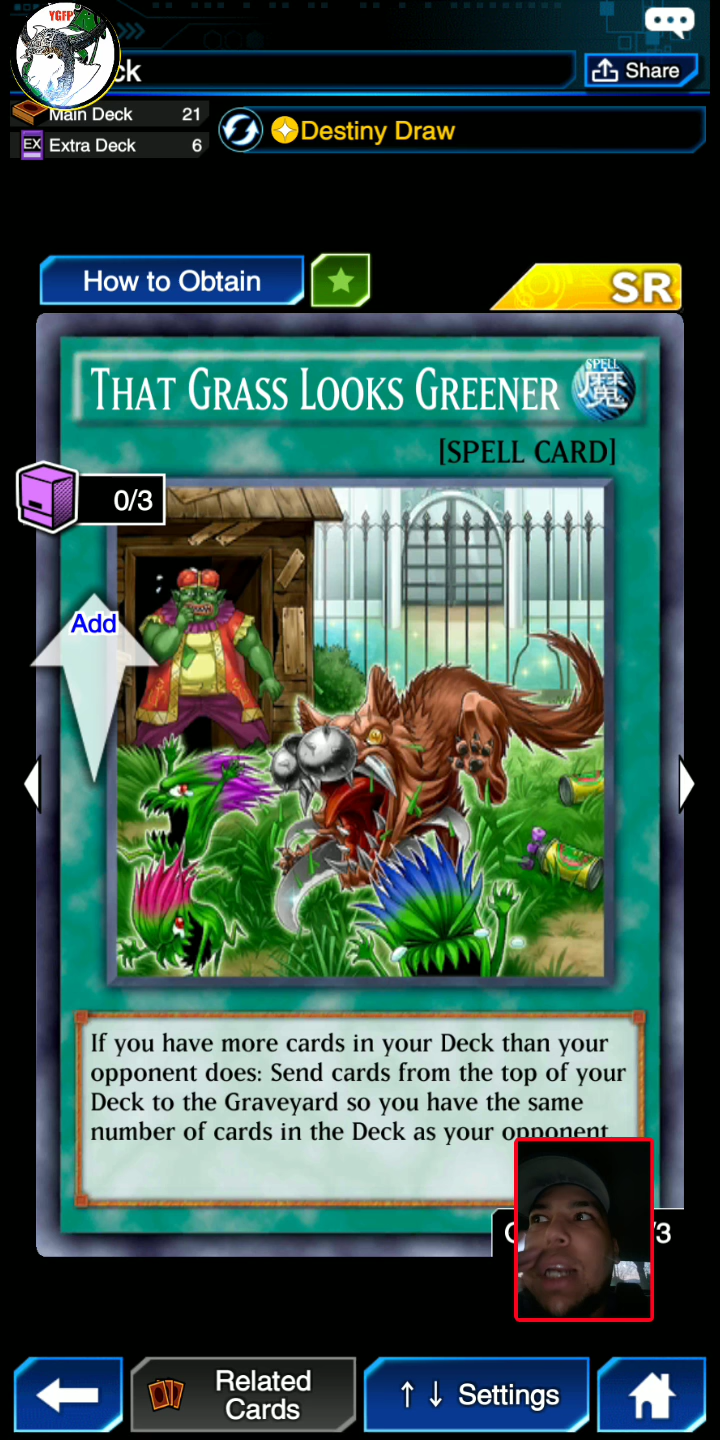 YGFP
ck
Share
Main Deck 21
Destiny Draw
EX Extra Deck 6
How to Obtain
SR
THAT GRASS LOOKS GREENER
SPELL
魔
[SPELL CARD]
0/3
Add
If you have more cards in your Deck than your
opponent does: Send cards from the top of your
Deck to the Graveyard so you have the same
number of cards in the Deck as your opponent
/3
Related
Cards
↑ ↓ Settings